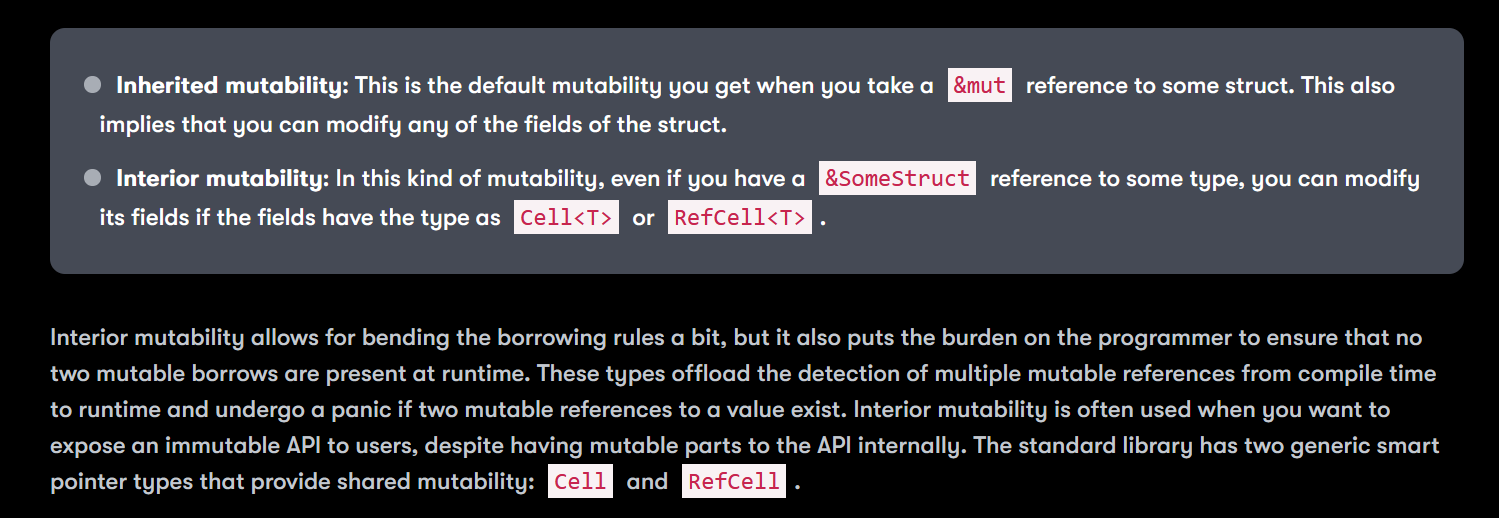 Inherited mutability: This is the default mutability you get when you take a &mut reference to some struct. This also
implies that you can modify any of the fields of the struct.
Interior mutability: In this kind of mutability, even if you have a &SomeStruct reference to some type, you can modify
its fields if the fields have the type as Cell<T> or RefCell<T> .
Interior mutability allows for bending the borrowing rules a bit, but it also puts the burden on the programmer to ensure that no
two mutable borrows are present at runtime. These types offload the detection of multiple mutable references from compile time
to runtime and undergo a panic if two mutable references to a value exist. Interior mutability is often used when you want to
expose an immutable API to users, despite having mutable parts to the API internally. The standard library has two generic smart
pointer types that provide shared mutability: Cell and RefCell .